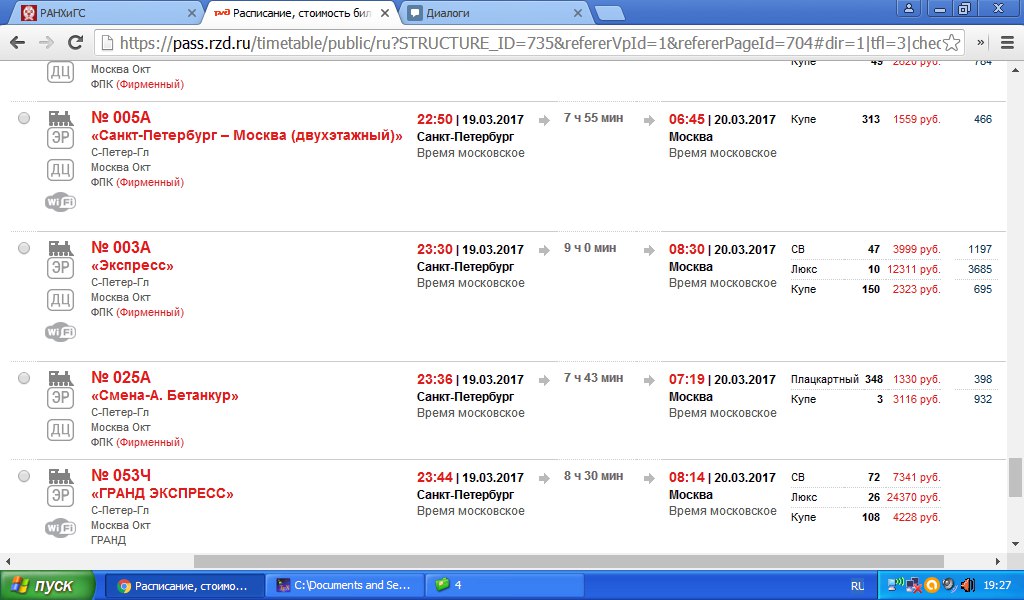 РАНХиГС
Расписание, стоимость бил
Диалоги
https://pass.rzd.ru/timetable/public/ru?STRUCTURE_ID=735&refererVpId=1&refererPageId=704#dir=1|tfl=3|chec
ДЦ Москва Окт
ФПК (Фирменный)
Купе 49 2620 руб. 784
№ 005А 22:50 | 19.03.2017 7 ч 55 мин 06:45 | 20.03.2017 Купе 313 1559 руб. 466
ЭР «Санкт-Петербург – Москва (двухэтажный)» Санкт-Петербург Москва
С-Петер-Гл Время московское Время московское
ДЦ Москва Окт
ФПК (Фирменный)
WiFi
№ 003А 23:30 | 19.03.2017 9 ч 0 мин 08:30 | 20.03.2017 СВ 47 3999 руб. 1197
ЭР «Экспресс» Санкт-Петербург Москва Люкс 10 12311 руб. 3685
С-Петер-Гл Время московское Время московское Купе 150 2323 руб. 695
ДЦ Москва Окт
ФПК (Фирменный)
WiFi
№ 025А 23:36 | 19.03.2017 7 ч 43 мин 07:19 | 20.03.2017 Плацкартный 348 1330 руб. 398
ЭР «Смена-А. Бетанкур» Санкт-Петербург Москва Купе 3 3116 руб. 932
С-Петер-Гл Время московское Время московское
ДЦ Москва Окт
ФПК (Фирменный)
№ 053Ч 23:44 | 19.03.2017 8 ч 30 мин 08:14 | 20.03.2017 СВ 72 7341 руб.
ЭР «ГРАНД ЭКСПРЕСС» Санкт-Петербург Москва Люкс 26 24370 руб.
С-Петер-Гл Время московское Время московское Купе 108 4228 руб.
WiFi Москва Окт
ГРАНД
пуск Расписание, стоимо... C:\Documents and Se... 4 RU 19:27